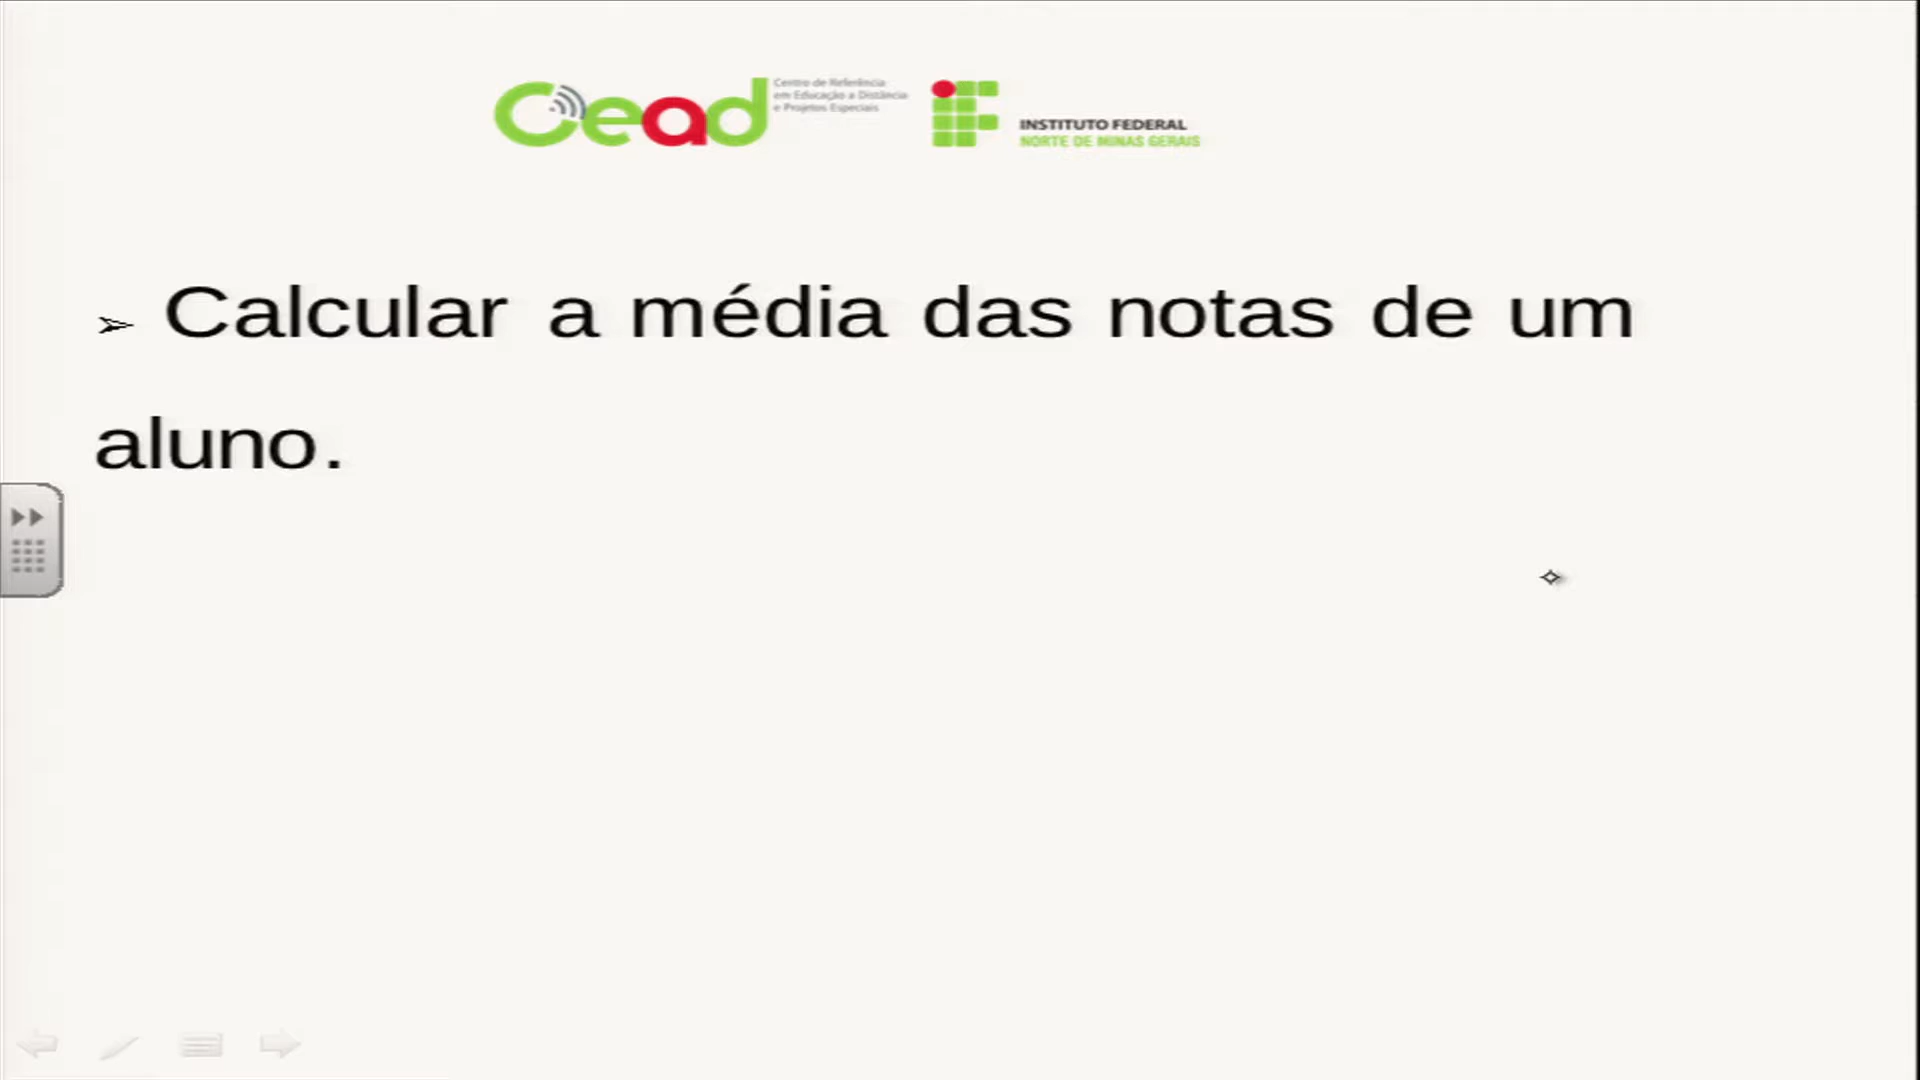 Cead
Centro de Referência
em Educação a Distância
e Projetos Especiais
INSTITUTO FEDERAL
NORTE DE MINAS GERAIS
➢ Calcular a média das notas de um
aluno.